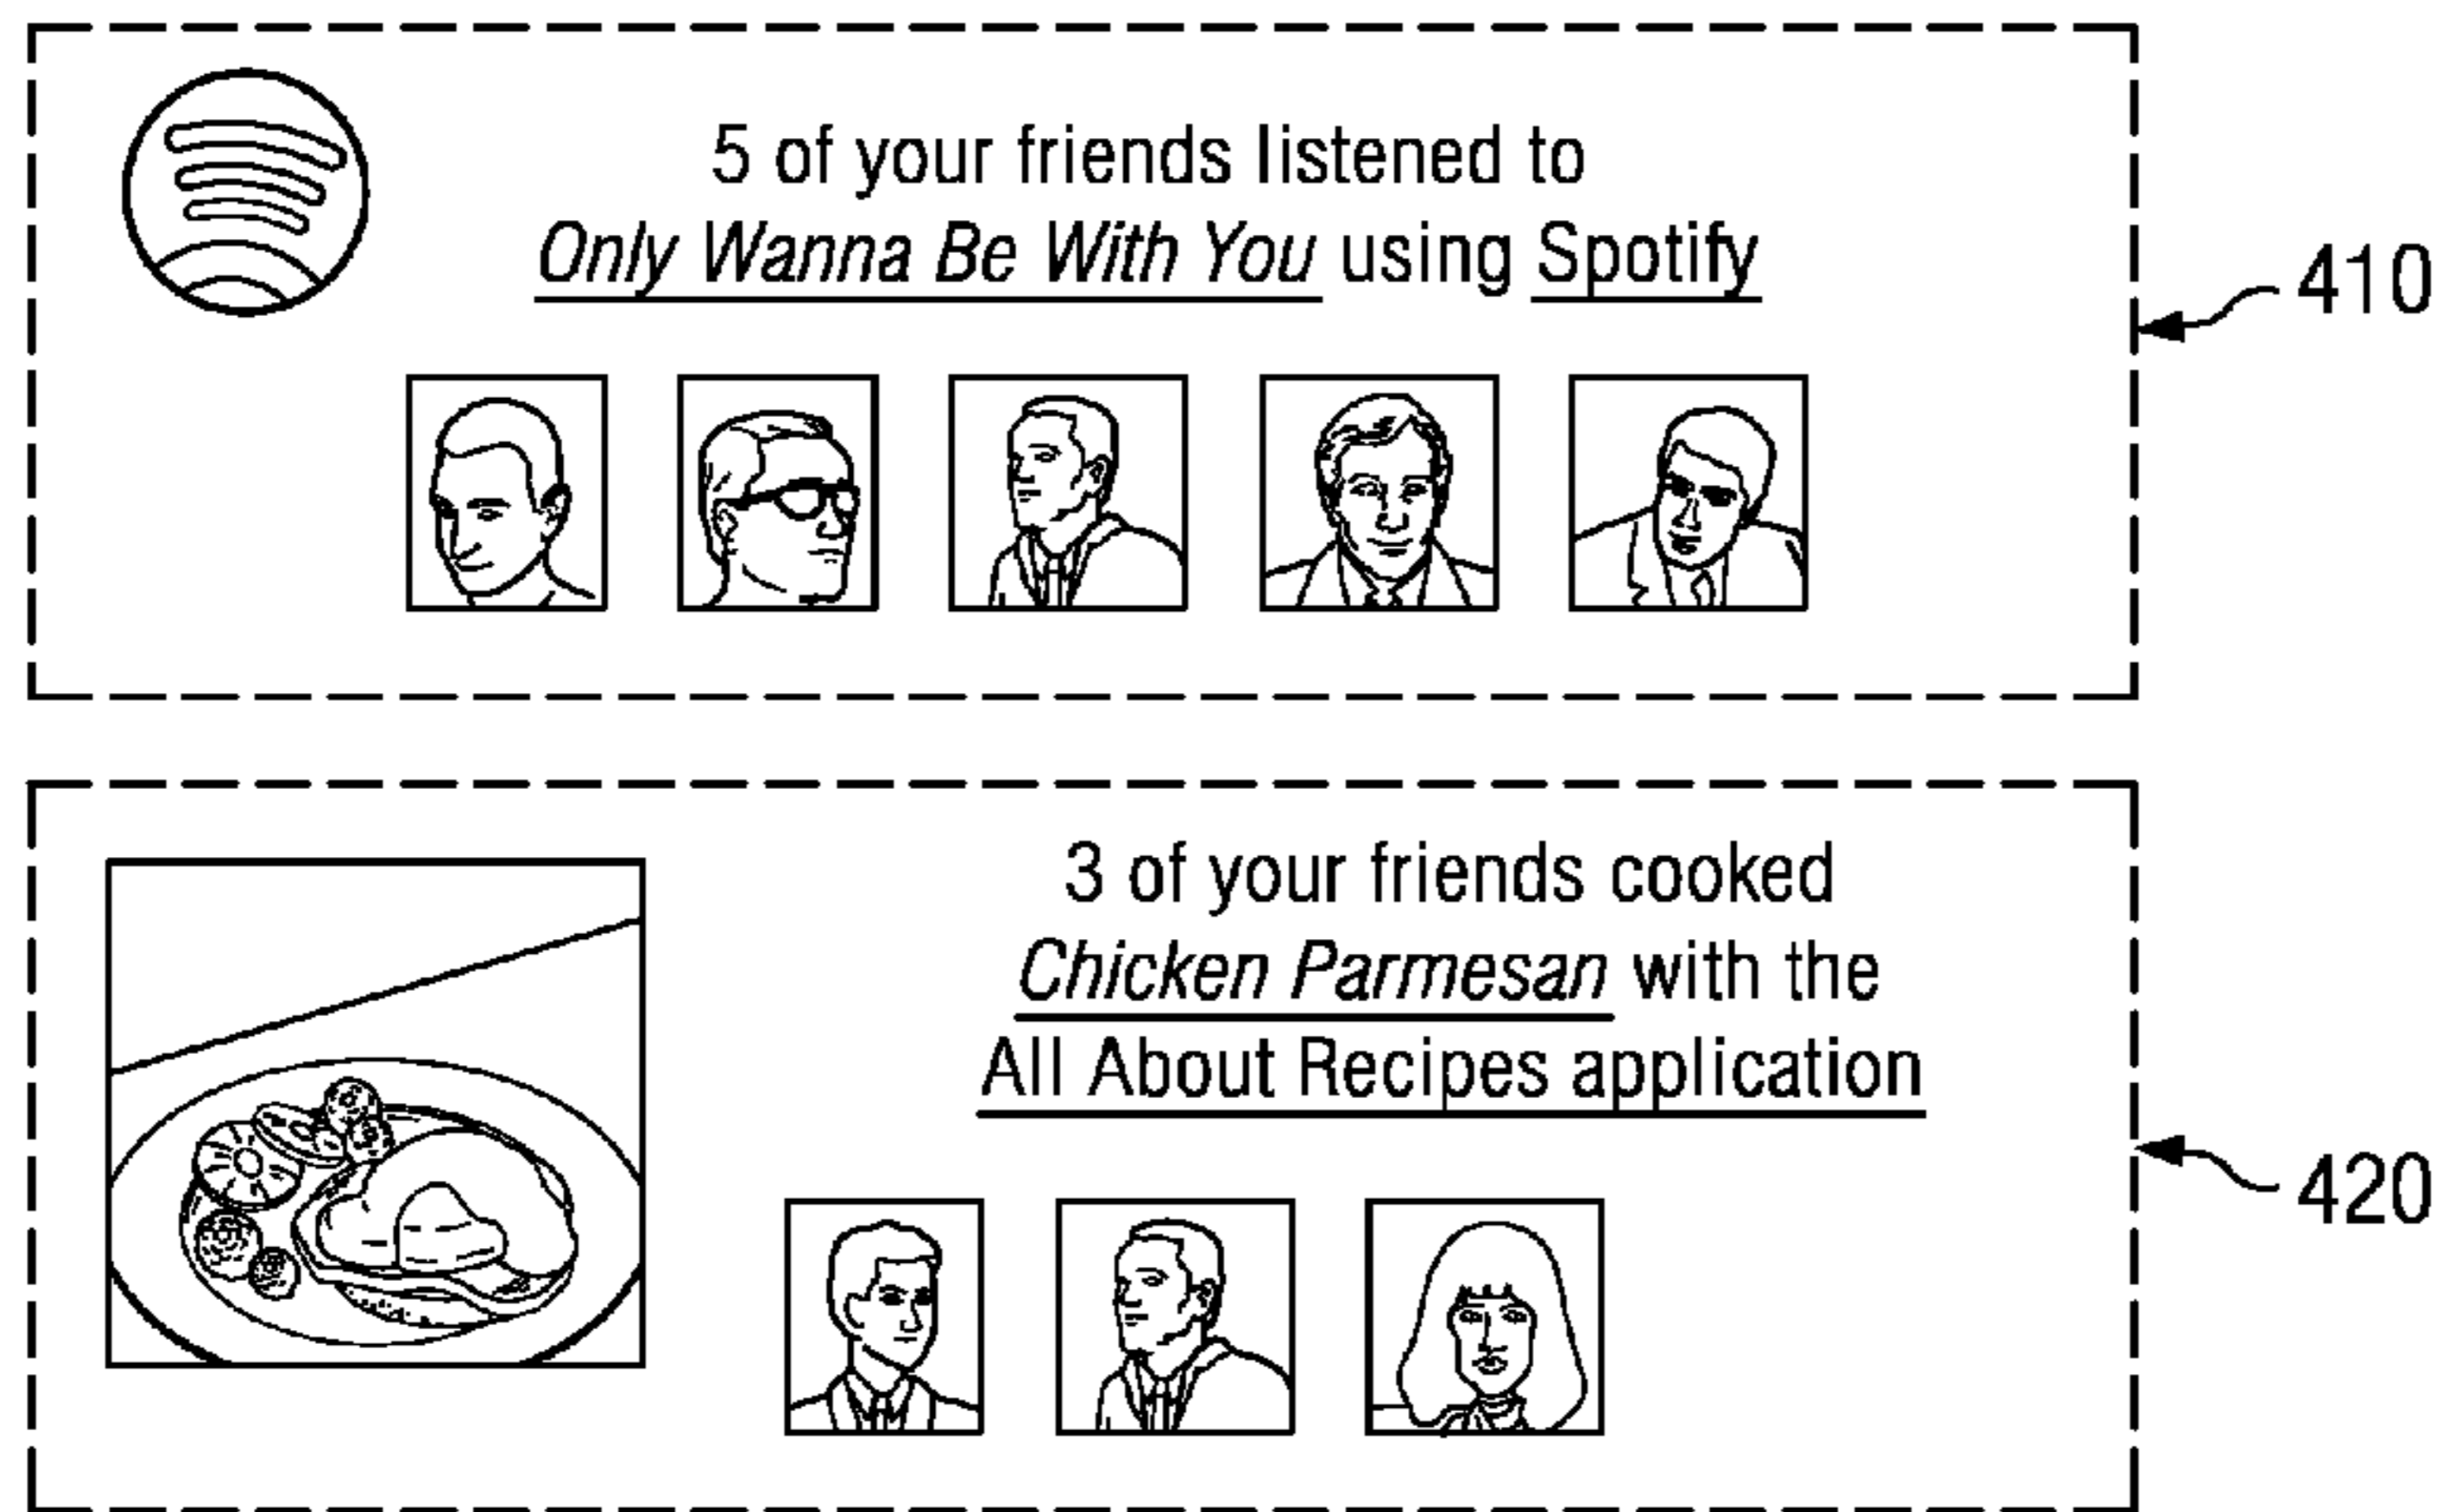 5 of your friends listened to
Only Wanna Be With You using Spotify
410
3 of your friends cooked
Chicken Parmesan with the
All About Recipes application
420